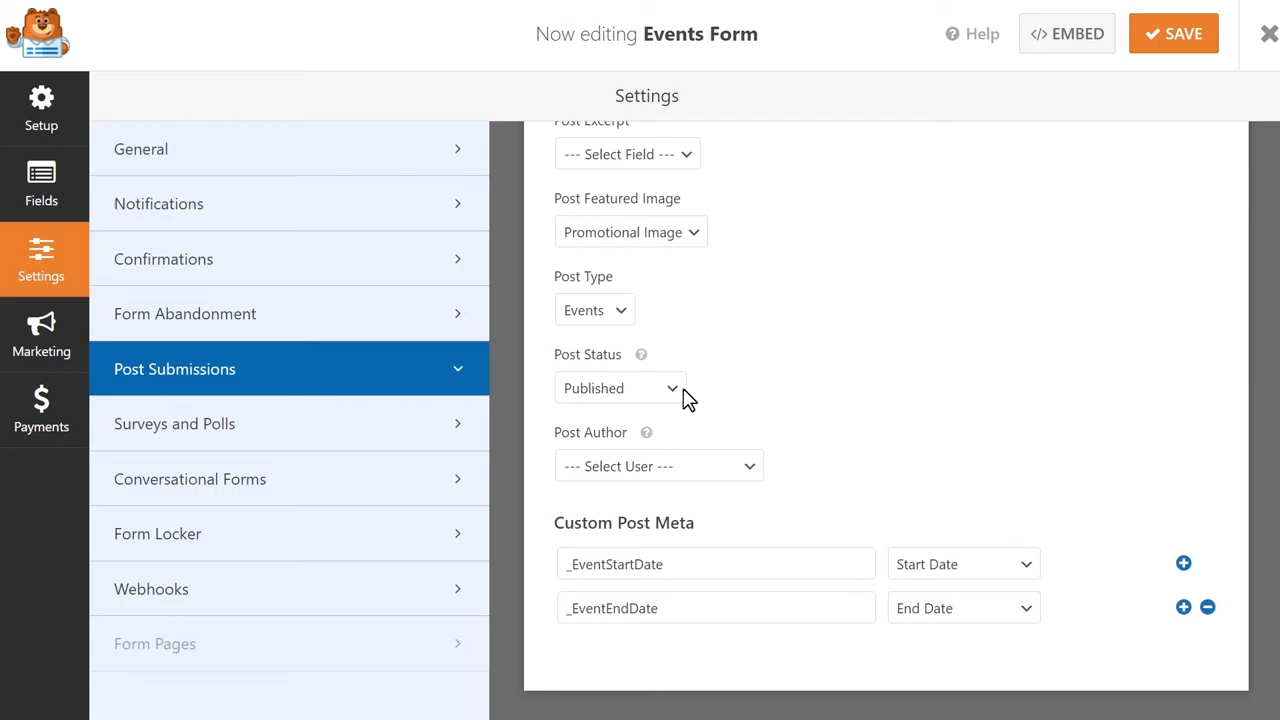 Now editing Events Form
Help
</> EMBED
SAVE
Settings
Setup
Fields
Settings
Marketing
Payments
General
Notifications
Confirmations
Form Abandonment
Post Submissions
Surveys and Polls
Conversational Forms
Form Locker
Webhooks
Form Pages
Post Excerpt
--- Select Field ---
Post Featured Image
Promotional Image
Post Type
Events
Post Status
Published
Post Author
--- Select User ---
Custom Post Meta
_EventStartDate
Start Date
_EventEndDate
End Date